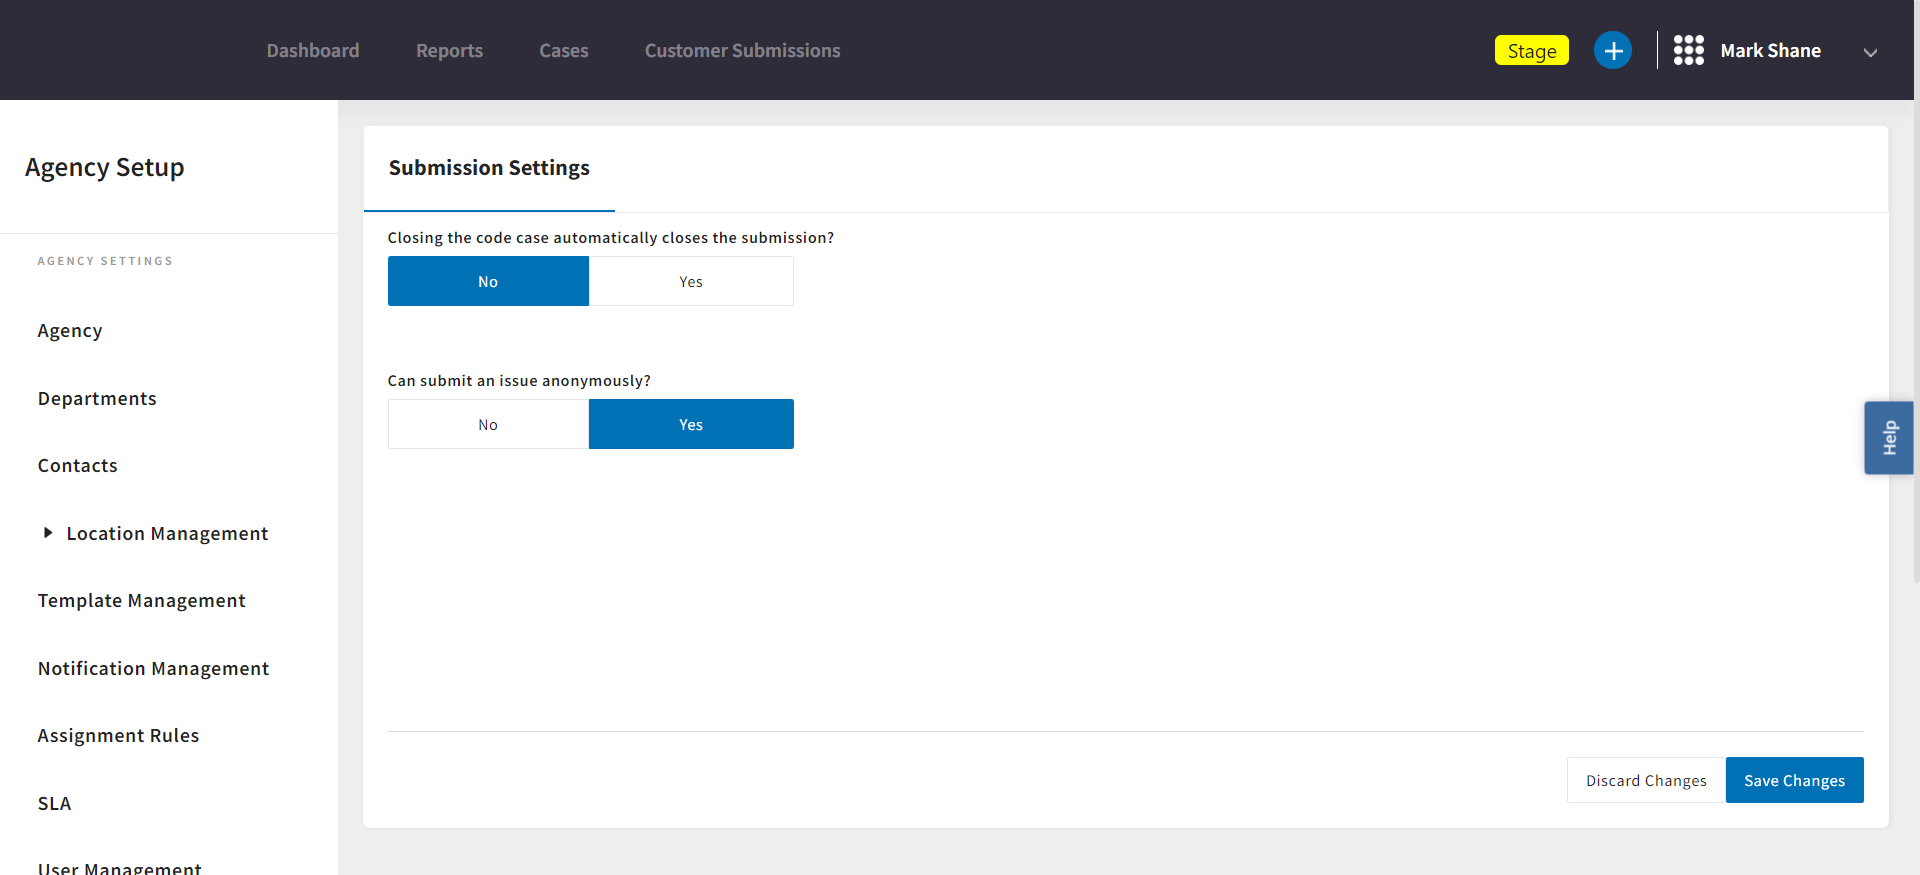 Dashboard
Reports
Cases
Customer Submissions
Stage
Mark Shane
Agency Setup
AGENCY SETTINGS
Agency
Departments
Contacts
Location Management
Template Management
Notification Management
Assignment Rules
SLA
User Management
Submission Settings
Closing the code case automatically closes the submission?
No
Yes
Can submit an issue anonymously?
No
Yes
Discard Changes
Save Changes
Help